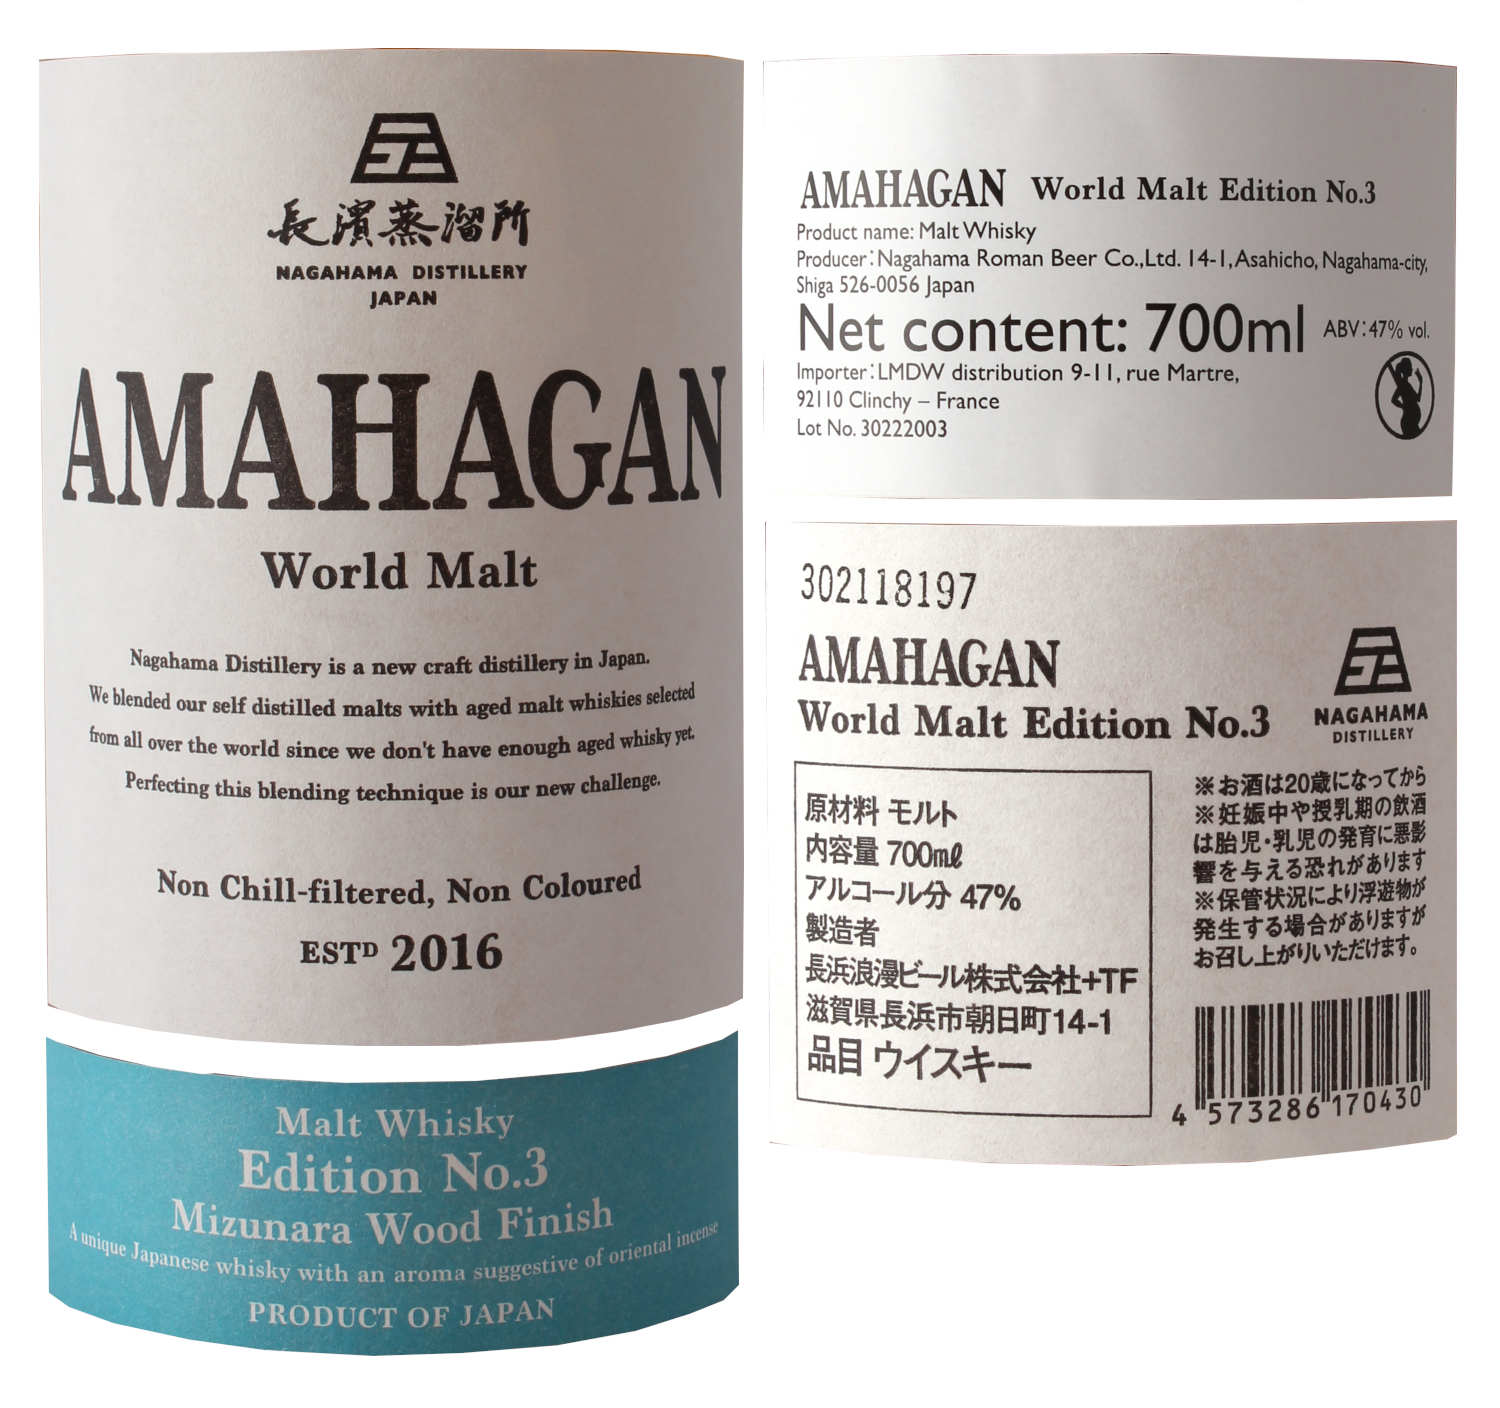 長濱蒸溜所
NAGAHAMA DISTILLERY
JAPAN
AMAHAGAN
World Malt
Nagahama Distillery is a new craft distillery in Japan.
We blended our self distilled malts with aged malt whiskies selected
from all over the world since we don't have enough aged whisky yet.
Perfecting this blending technique is our new challenge.
Non Chill-filtered, Non Coloured
ESTD 2016
Malt Whisky
Edition No.3
Mizunara Wood Finish
A unique Japanese whisky with an aroma suggestive of oriental incense
PRODUCT OF JAPAN
AMAHAGAN World Malt Edition No.3
Product name: Malt Whisky
Producer:Nagahama Roman Beer Co.,Ltd. 14-1,Asahicho, Nagahama-city,
Shiga 526-0056 Japan
Net content: 700ml ABV:47% vol.
Importer:LMDW distribution 9-11, rue Martre,
92110 Clinchy – France
Lot No. 30222003
302118197
AMAHAGAN
World Malt Edition No.3
NAGAHAMA
DISTILLERY
原材料 モルト
内容量 700mℓ
アルコール分 47%
製造者
長浜浪漫ビール株式会社+TF
滋賀県長浜市朝日町14-1
品目 ウイスキー
※お酒は20歳になってから
※妊娠中や授乳期の飲酒
は胎児・乳児の発育に悪影
響を与える恐れがあります
※保管状況により浮遊物が
発生する場合がありますが
お召し上がりいただけます。
4 573286 170430